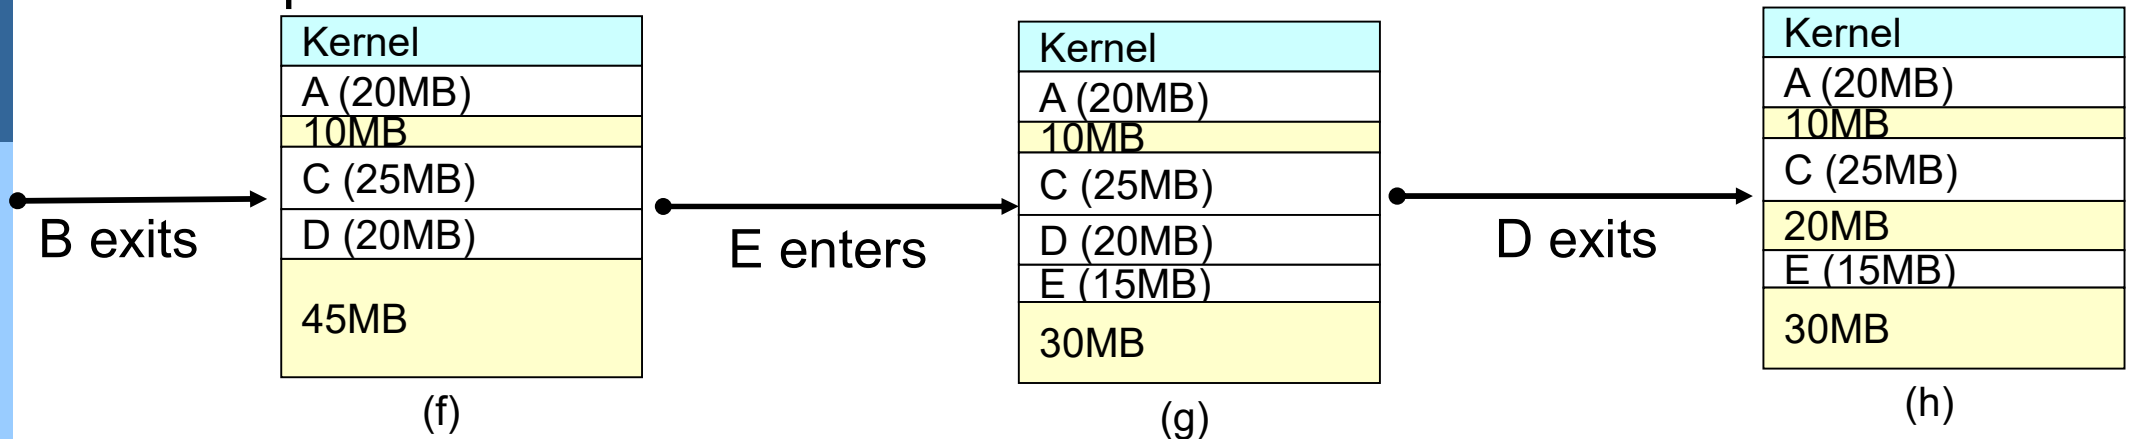 B exits
Kernel
A (20MB)
10MB
C (25MB)
D (20MB)
45MB
(f)
E enters
Kernel
A (20MB)
10MB
C (25MB)
D (20MB)
E (15MB)
30MB
(g)
D exits
Kernel
A (20MB)
10MB
C (25MB)
20MB
E (15MB)
30MB
(h)